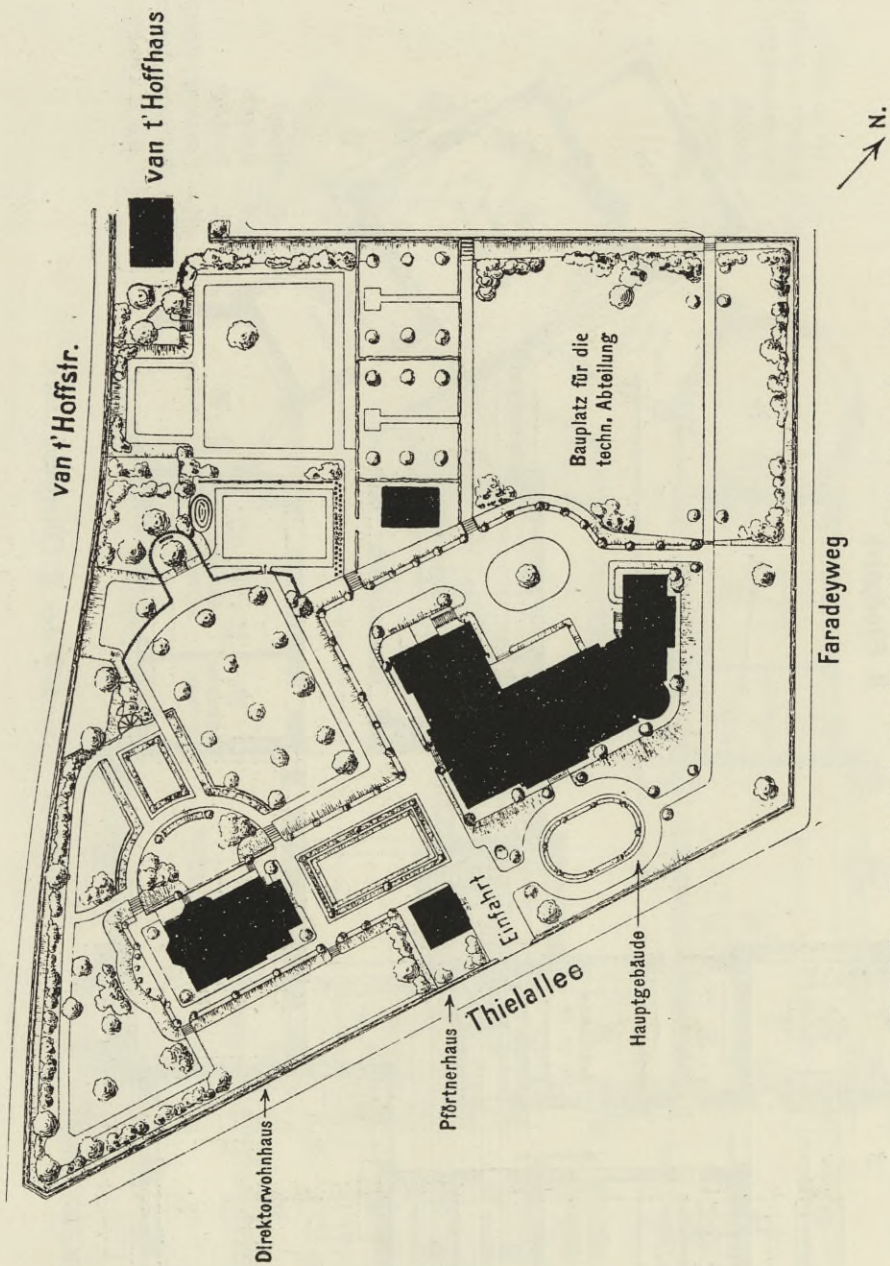 van t' Hoffhaus
van t' Hoffstr.
Bauplatz für die
techn. Abteilung
Faradeyweg
N.
Einfahrt
Thielallee
Hauptgebäude
Pförtnerhaus
Direktorwohnhaus